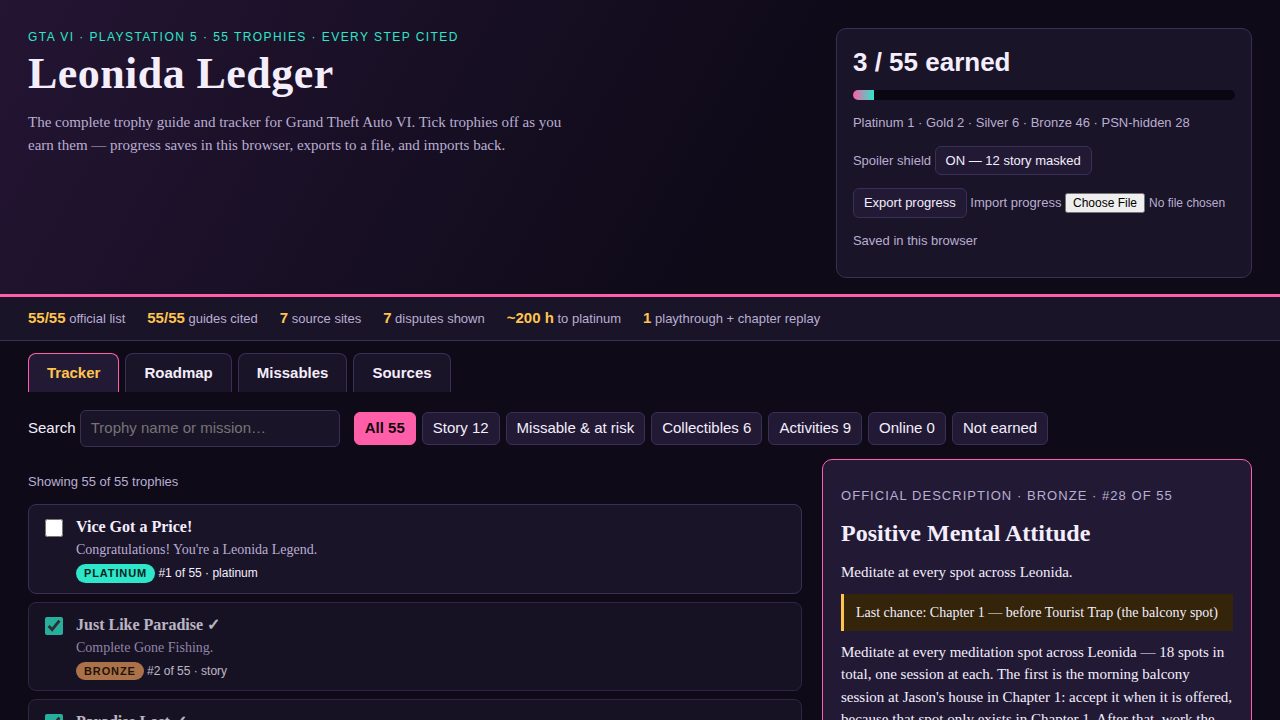 GTA VI · PLAYSTATION 5 · 55 TROPHIES · EVERY STEP CITED
Leonida Ledger
The complete trophy guide and tracker for Grand Theft Auto VI. Tick trophies off as you
earn them — progress saves in this browser, exports to a file, and imports back.
3 / 55 earned
Platinum 1 · Gold 2 · Silver 6 · Bronze 46 · PSN-hidden 28
Spoiler shield ON — 12 story masked
Export progress Import progress Choose File No file chosen
Saved in this browser
55/55 official list 55/55 guides cited 7 source sites 7 disputes shown ~200 h to platinum 1 playthrough + chapter replay
Tracker Roadmap Missables Sources
Search Trophy name or mission… All 55 Story 12 Missable & at risk Collectibles 6 Activities 9 Online 0 Not earned
Showing 55 of 55 trophies
Vice Got a Price!
Congratulations! You're a Leonida Legend.
PLATINUM #1 of 55 · platinum
Just Like Paradise ✓
Complete Gone Fishing.
BRONZE #2 of 55 · story
OFFICIAL DESCRIPTION · BRONZE · #28 OF 55
Positive Mental Attitude
Meditate at every spot across Leonida.
Last chance: Chapter 1 — before Tourist Trap (the balcony spot)
Meditate at every meditation spot across Leonida — 18 spots in
total, one session at each. The first is the morning balcony
session at Jason's house in Chapter 1: accept it when it is offered,
because that spot only exists in Chapter 1. After that, work the